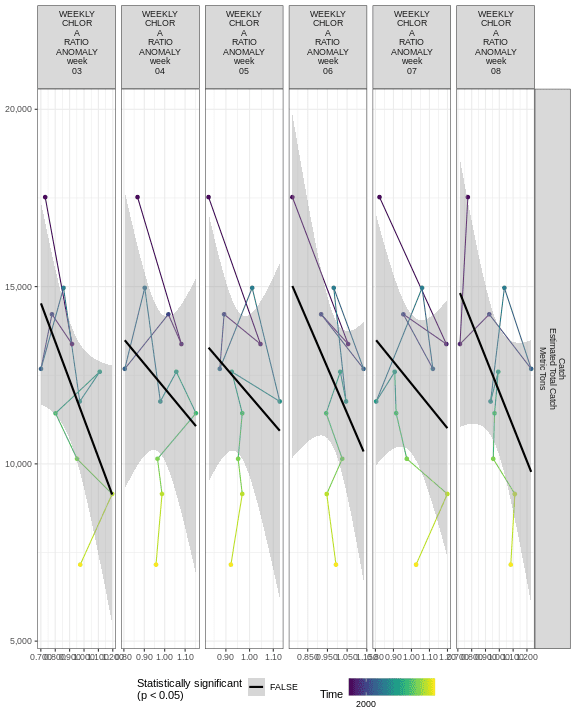 WEEKLY
CHLOR
A
RATIO
ANOMALY
week
03
WEEKLY
CHLOR
A
RATIO
ANOMALY
week
04
WEEKLY
CHLOR
A
RATIO
ANOMALY
week
05
WEEKLY
CHLOR
A
RATIO
ANOMALY
week
06
WEEKLY
CHLOR
A
RATIO
ANOMALY
week
07
WEEKLY
CHLOR
A
RATIO
ANOMALY
week
08
20,000
15,000
10,000
5,000
Catch
Estimated Total Catch
Metric Tons
0.90 1.00 1.10
0.90 1.00 1.10
0.850 0.950 1.050
0.90 1.00 1.10
Statistically significant
(p < 0.05)
FALSE
Time
2000